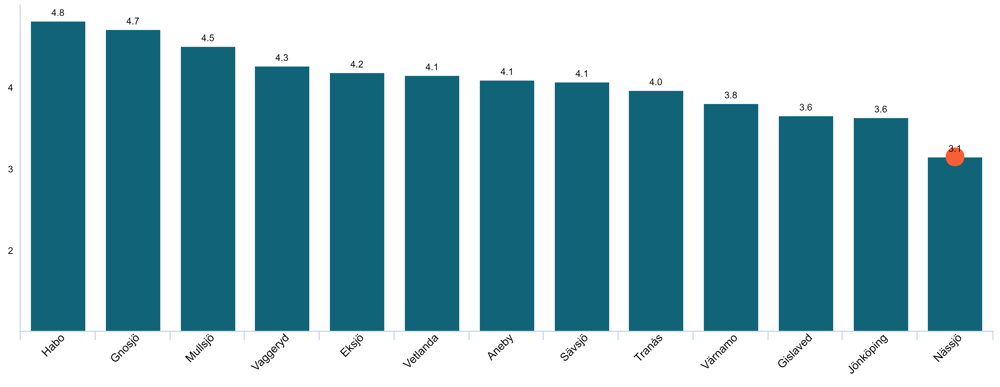 4.8
4.7
4.5
4.3
4.2
4.1
4.1
4.1
4.0
3.8
3.6
3.6
3.1
4
3
2
Habo
Gnosjö
Mullsjö
Vaggeryd
Eksjö
Vetlanda
Aneby
Sävsjö
Tranås
Värnamo
Gislaved
Jönköping
Nässjö